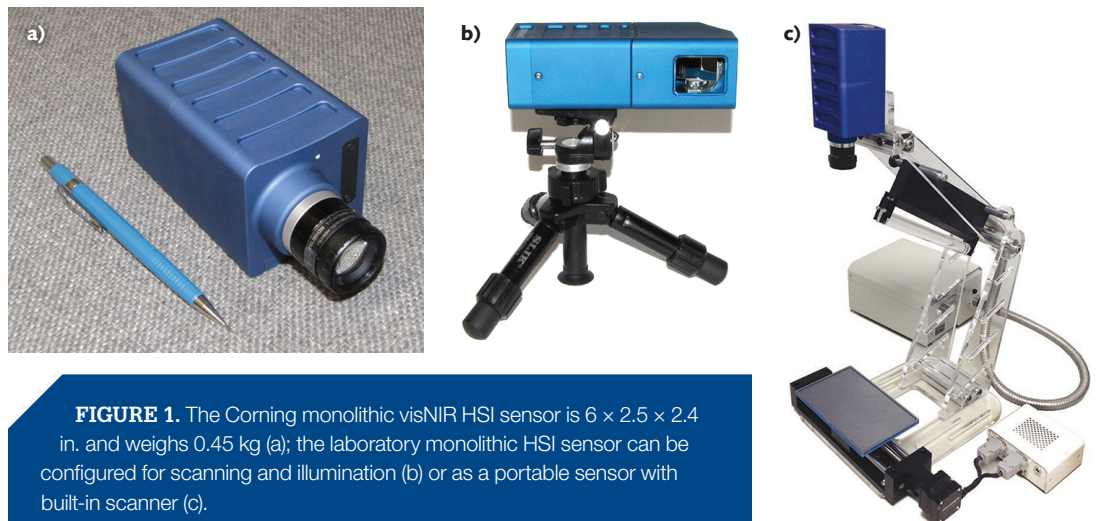 a)
b)
c)
SLIK
FIGURE 1. The Corning monolithic visNIR HSI sensor is 6 × 2.5 × 2.4
in. and weighs 0.45 kg (a); the laboratory monolithic HSI sensor can be
configured for scanning and illumination (b) or as a portable sensor with
built-in scanner (c).